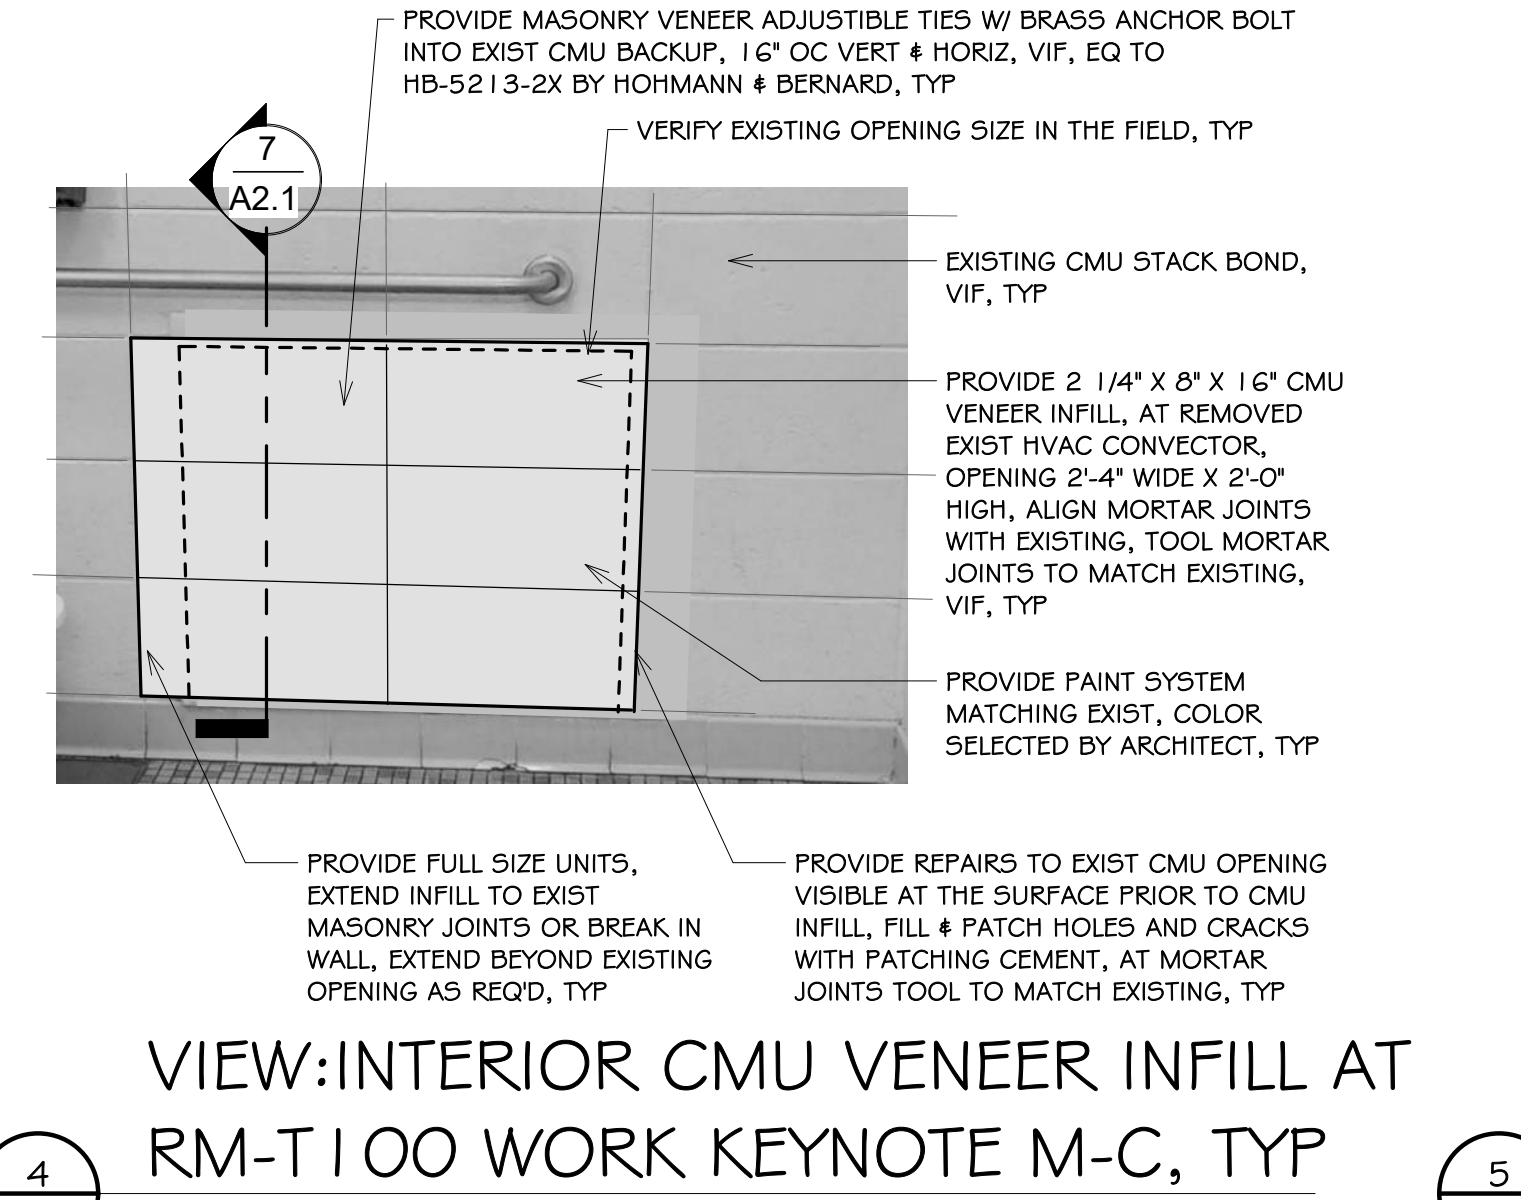 PROVIDE MASONRY VENEER ADJUSTIBLE TIES W/ BRASS ANCHOR BOLT
INTO EXIST CMU BACKUP, 16" OC VERT & HORIZ, VIF, EQ TO
HB-5213-2X BY HOHMANN & BERNARD, TYP
VERIFY EXISTING OPENING SIZE IN THE FIELD, TYP
7
A2.1
EXISTING CMU STACK BOND,
VIF, TYP
PROVIDE 2 1/4" X 8" X 16" CMU
VENEER INFILL, AT REMOVED
EXIST HVAC CONVECTOR,
OPENING 2'-4" WIDE X 2'-0"
HIGH, ALIGN MORTAR JOINTS
WITH EXISTING, TOOL MORTAR
JOINTS TO MATCH EXISTING,
VIF, TYP
PROVIDE PAINT SYSTEM
MATCHING EXIST, COLOR
SELECTED BY ARCHITECT, TYP
PROVIDE FULL SIZE UNITS,
EXTEND INFILL TO EXIST
MASONRY JOINTS OR BREAK IN
WALL, EXTEND BEYOND EXISTING
OPENING AS REQ'D, TYP
PROVIDE REPAIRS TO EXIST CMU OPENING
VISIBLE AT THE SURFACE PRIOR TO CMU
INFILL, FILL & PATCH HOLES AND CRACKS
WITH PATCHING CEMENT, AT MORTAR
JOINTS TOOL TO MATCH EXISTING, TYP
VIEW:INTERIOR CMU VENEER INFILL AT
RM-T100 WORK KEYNOTE M-C, TYP
4
5